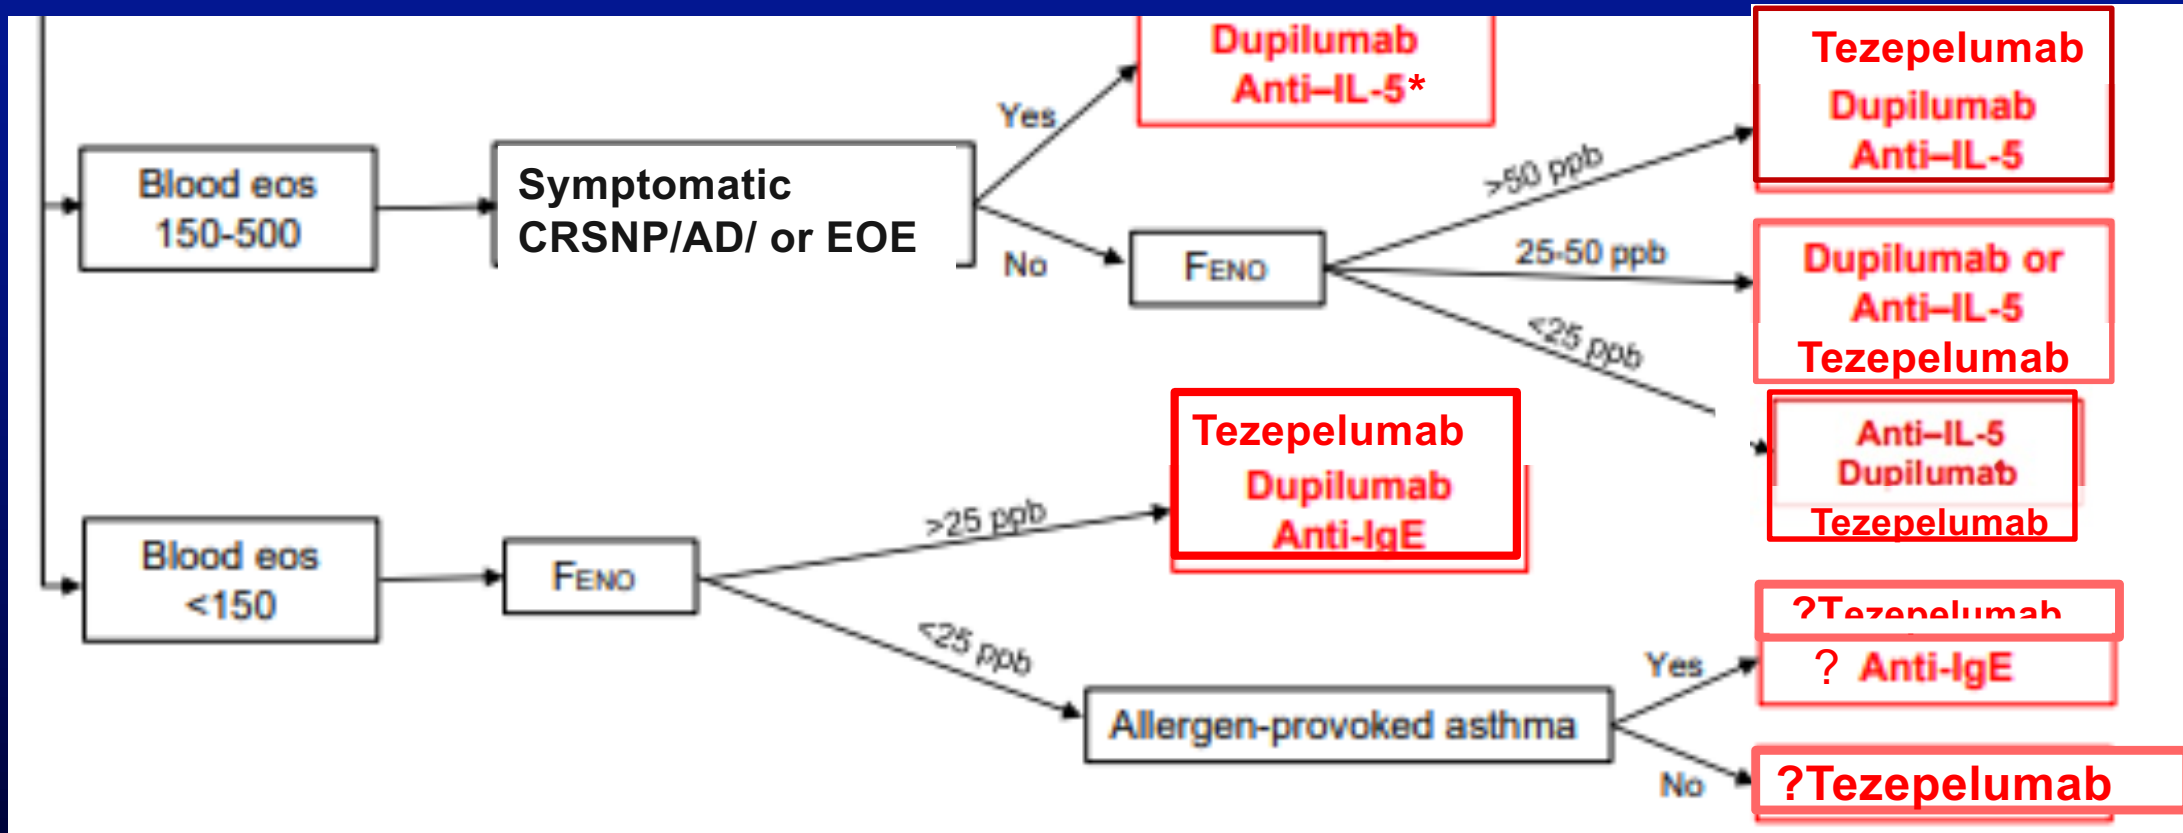 Dupilumab
Anti–IL-5*
Tezepelumab
Dupilumab
Anti–IL-5
Yes
>50 ppb
Blood eos
150-500
Symptomatic
CRSNP/AD/ or EOE
No
FENO
25-50 ppb
Dupilumab or
Anti–IL-5
Tezepelumab
<25 ppb
Anti–IL-5
Dupilumab
Tezepelumab
Blood eos
<150
FENO
>25 ppb
Tezepelumab
Dupilumab
Anti-IgE
<25 ppb
Allergen-provoked asthma
Yes
?Tezepelumab
? Anti-IgE
No
?Tezepelumab